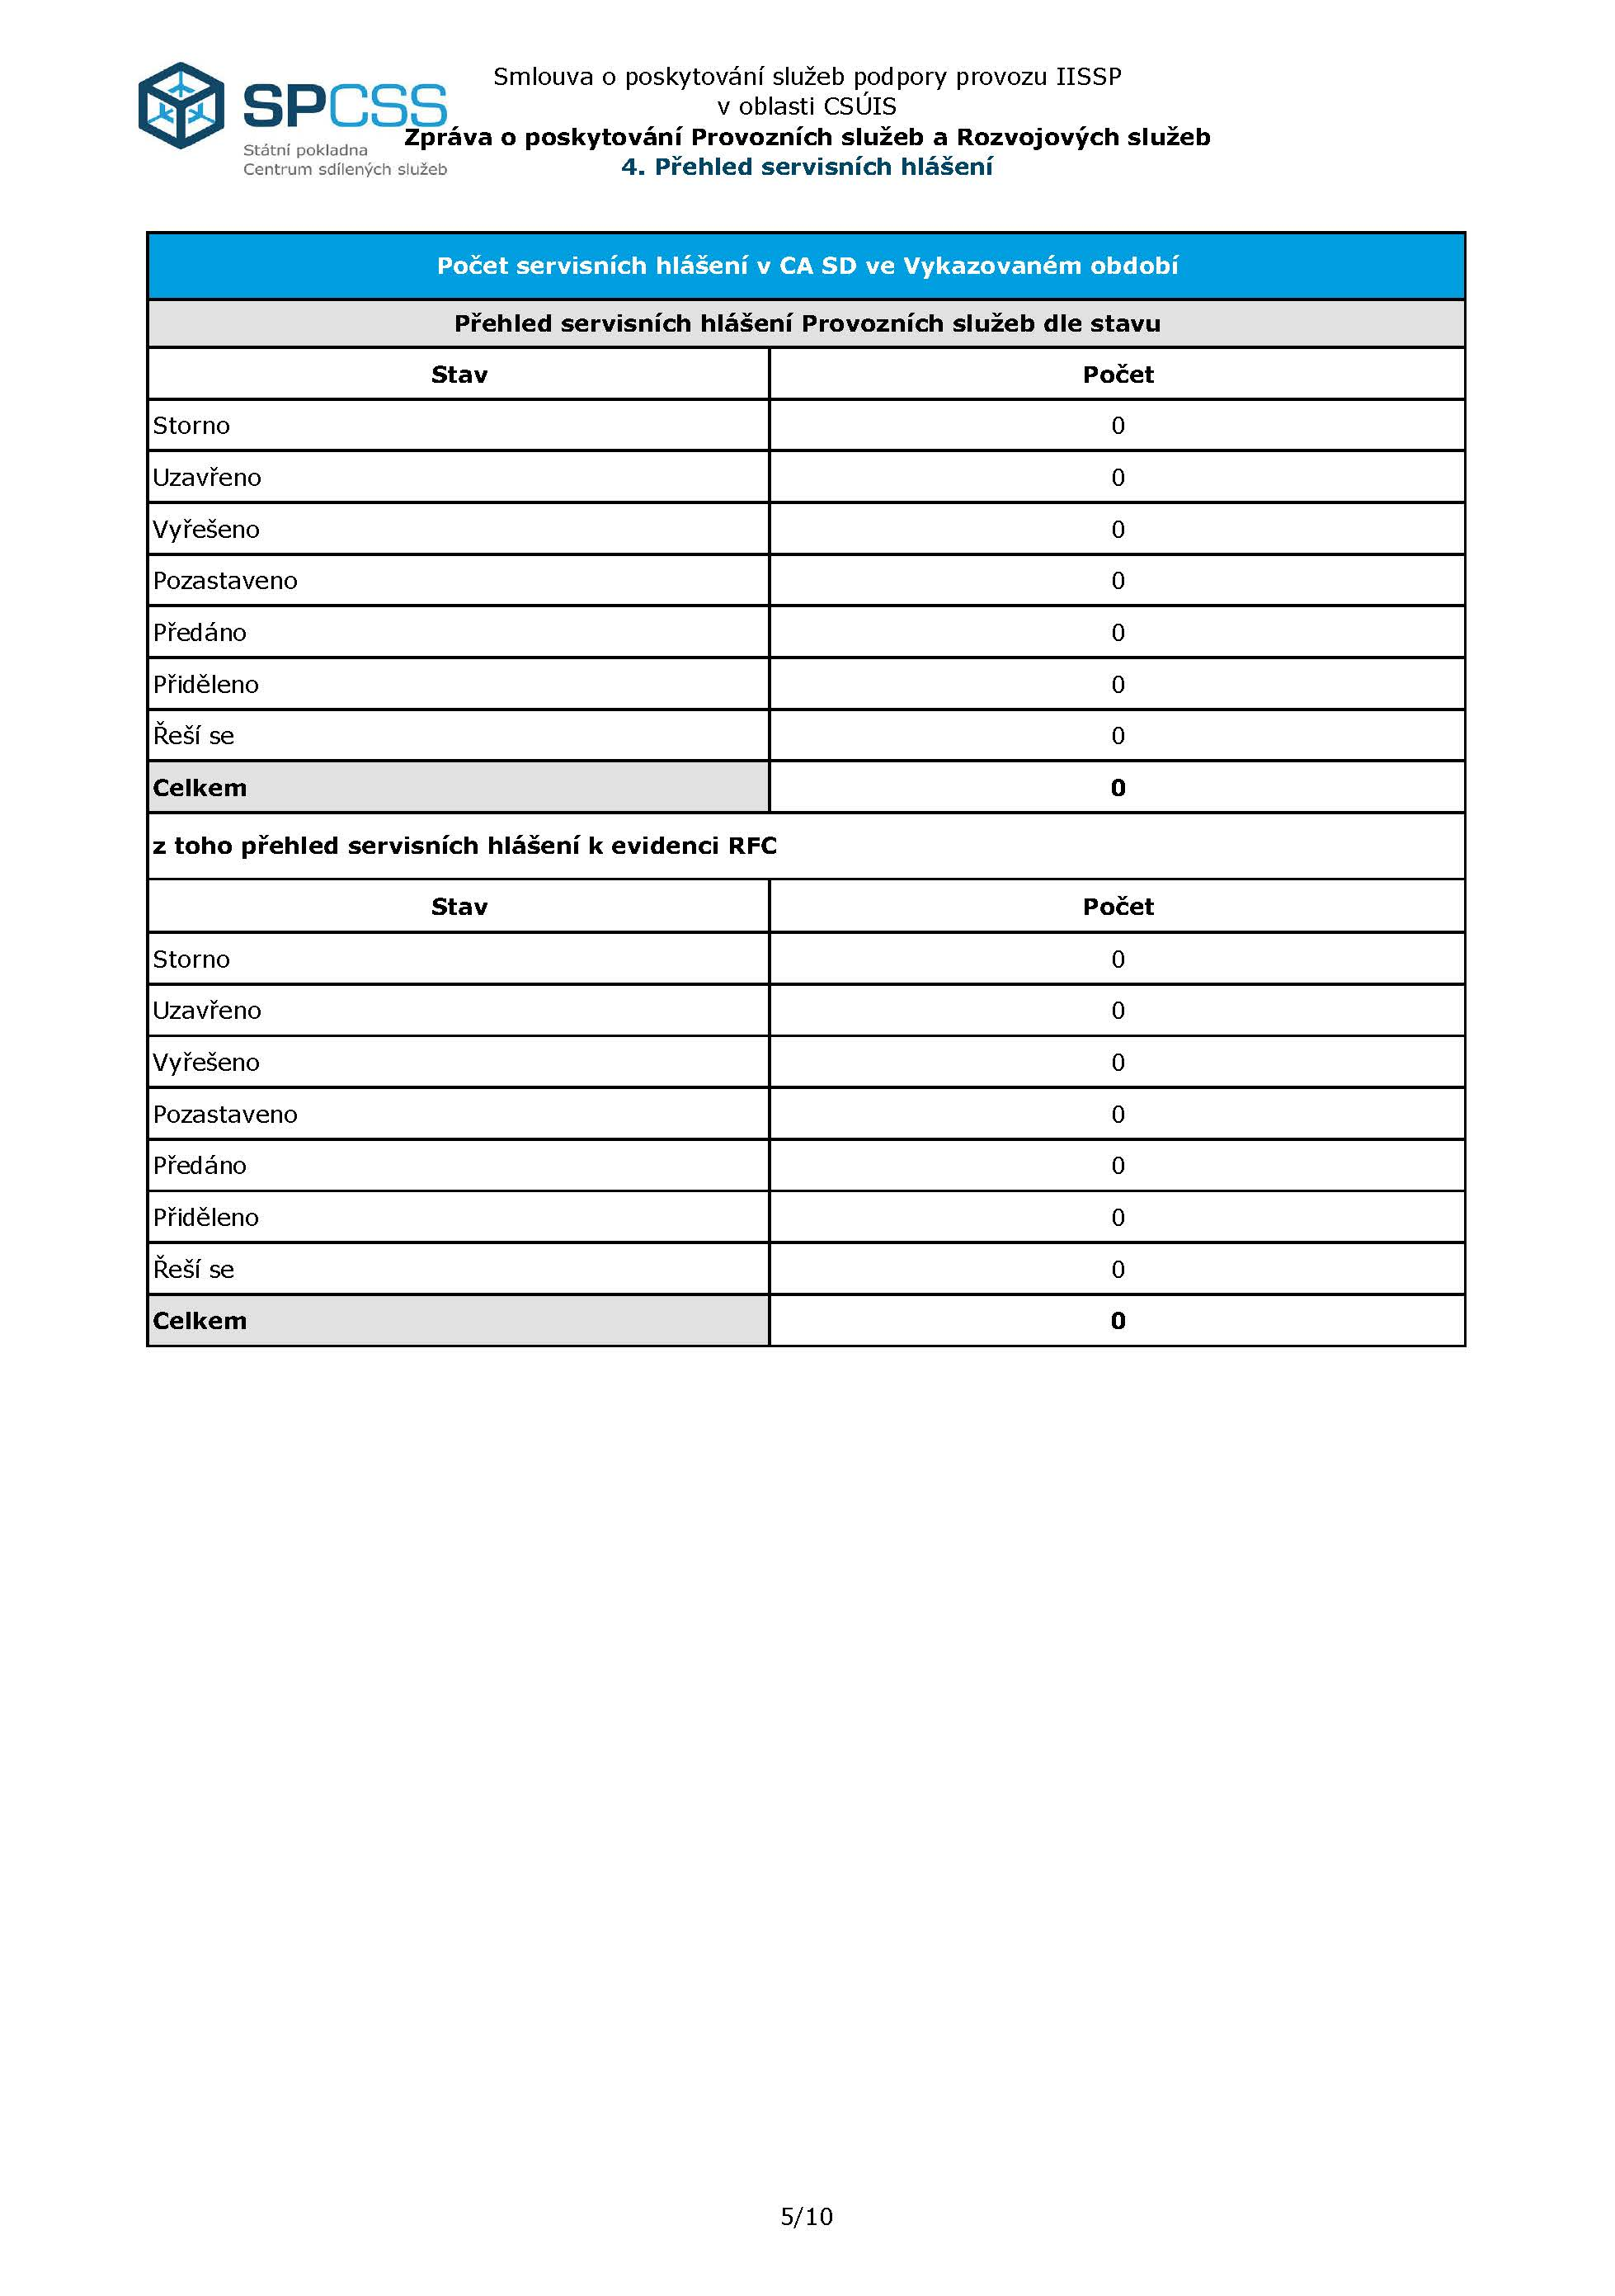 SPCSS
Státní pokladna
Centrum sdílených služeb
Smlouva o poskytování služeb podpory provozu IISSP
v oblasti CSÚIS
Zpráva o poskytování Provozních služeb a Rozvojových služeb
4. Přehled servisních hlášení
Počet servisních hlášení v CA SD ve Vykazovaném období
Přehled servisních hlášení Provozních služeb dle stavu
Stav Počet
Storno 0
Uzavřeno 0
Vyřešeno 0
Pozastaveno 0
Předáno 0
Přiděleno 0
Řeší se 0
Celkem 0
z toho přehled servisních hlášení k evidenci RFC
Stav Počet
Storno 0
Uzavřeno 0
Vyřešeno 0
Pozastaveno 0
Předáno 0
Přiděleno 0
Řeší se 0
Celkem 0
5/10